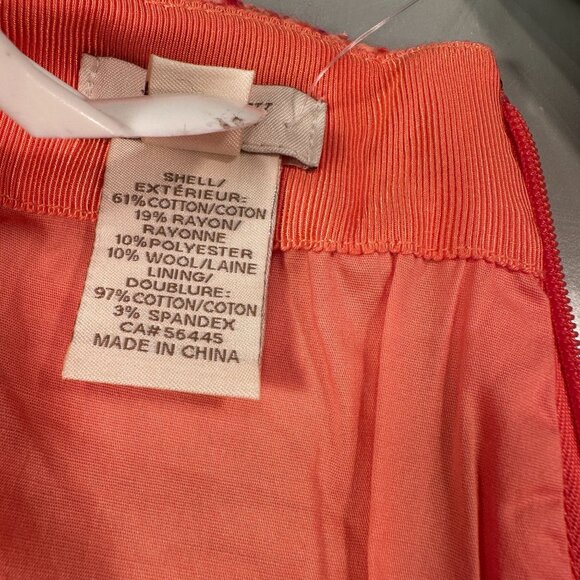 SHELL/
EXTÉRIEUR:
61% COTTON/COTON
19% RAYON/
RAYONNE
10% POLYESTER
10% WOOL/LAINE
LINING/
DOUBLURE:
97% COTTON/COTON
3% SPANDEX
CA# 56445
MADE IN CHINA